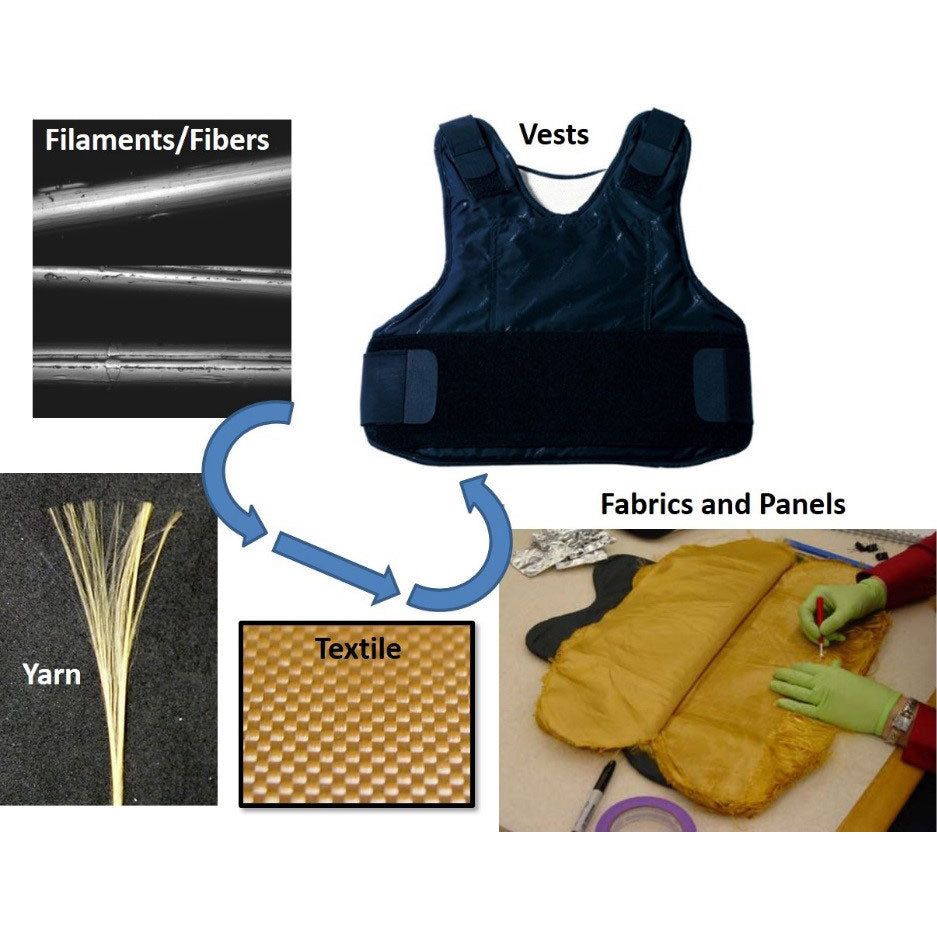 Filaments/Fibers
Vests
Yarn
Textile
Fabrics and Panels